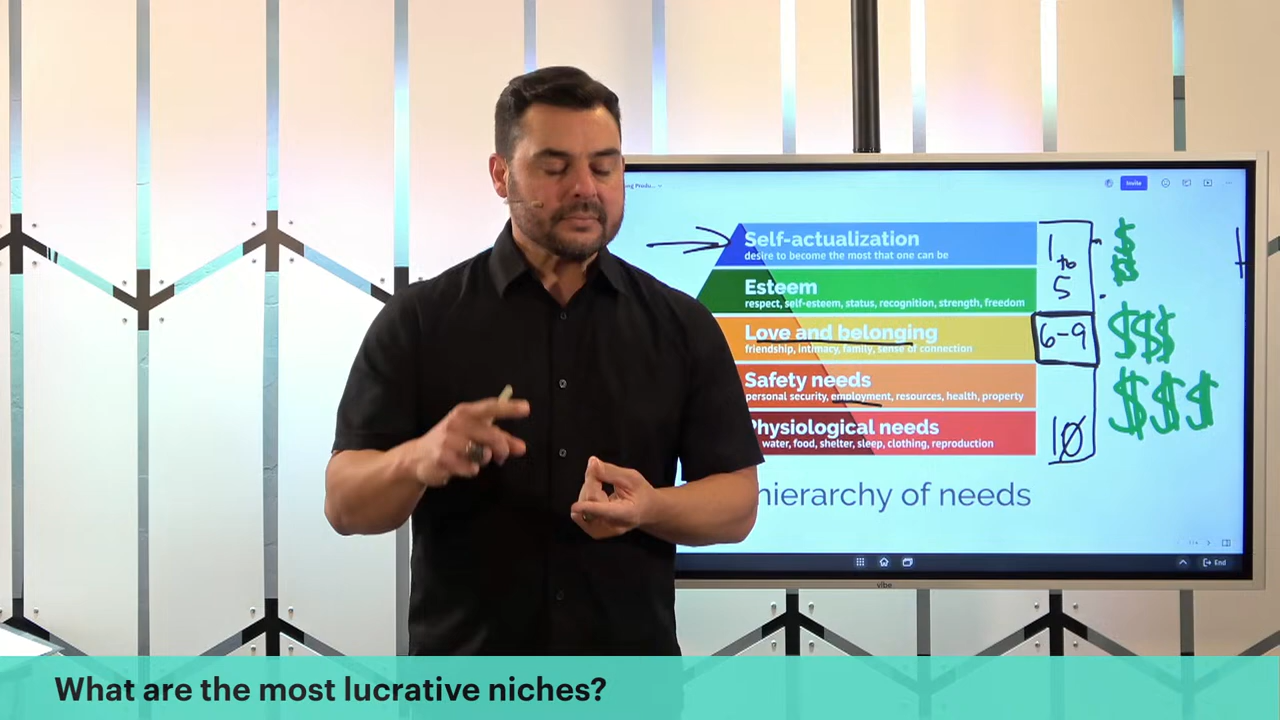 Invite
Self-actualization
desire to become the most that one can be
Esteem
respect, self-esteem, status, recognition, strength, freedom
Love and belonging
friendship, intimacy, family, sense of connection
Safety needs
personal security, employment, resources, health, property
Physiological needs
water, food, shelter, sleep, clothing, reproduction
hierarchy of needs
1
to
5
6-9
10
$$
$$$
$$$
End
vibe
What are the most lucrative niches?